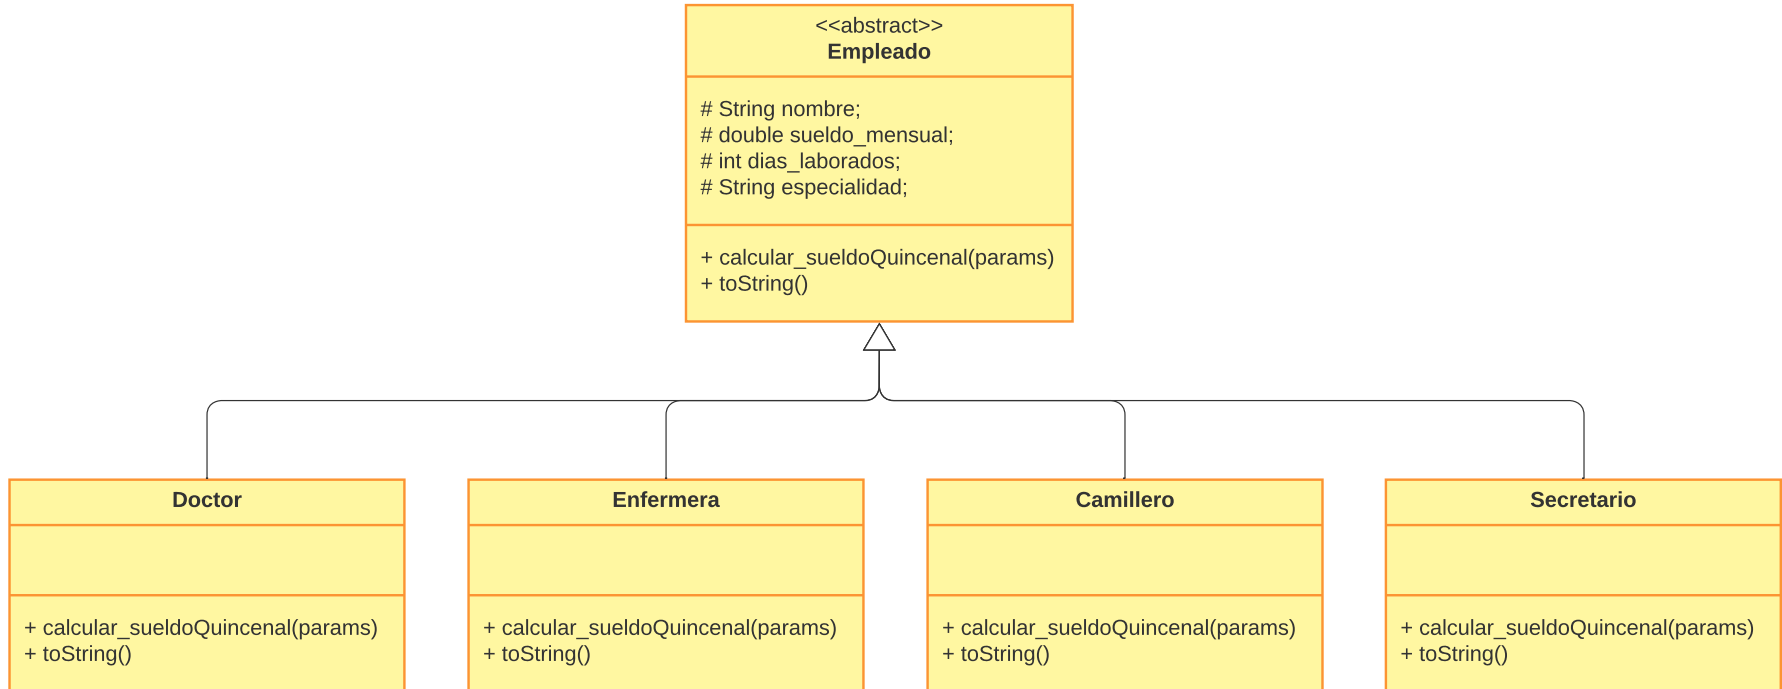 <<abstract>>
Empleado
# String nombre;
# double sueldo_mensual;
# int dias_laborados;
# String especialidad;
+ calcular_sueldoQuincenal(params)
+ toString()
Doctor
+ calcular_sueldoQuincenal(params)
+ toString()
Enfermera
+ calcular_sueldoQuincenal(params)
+ toString()
Camillero
+ calcular_sueldoQuincenal(params)
+ toString()
Secretario
+ calcular_sueldoQuincenal(params)
+ toString()